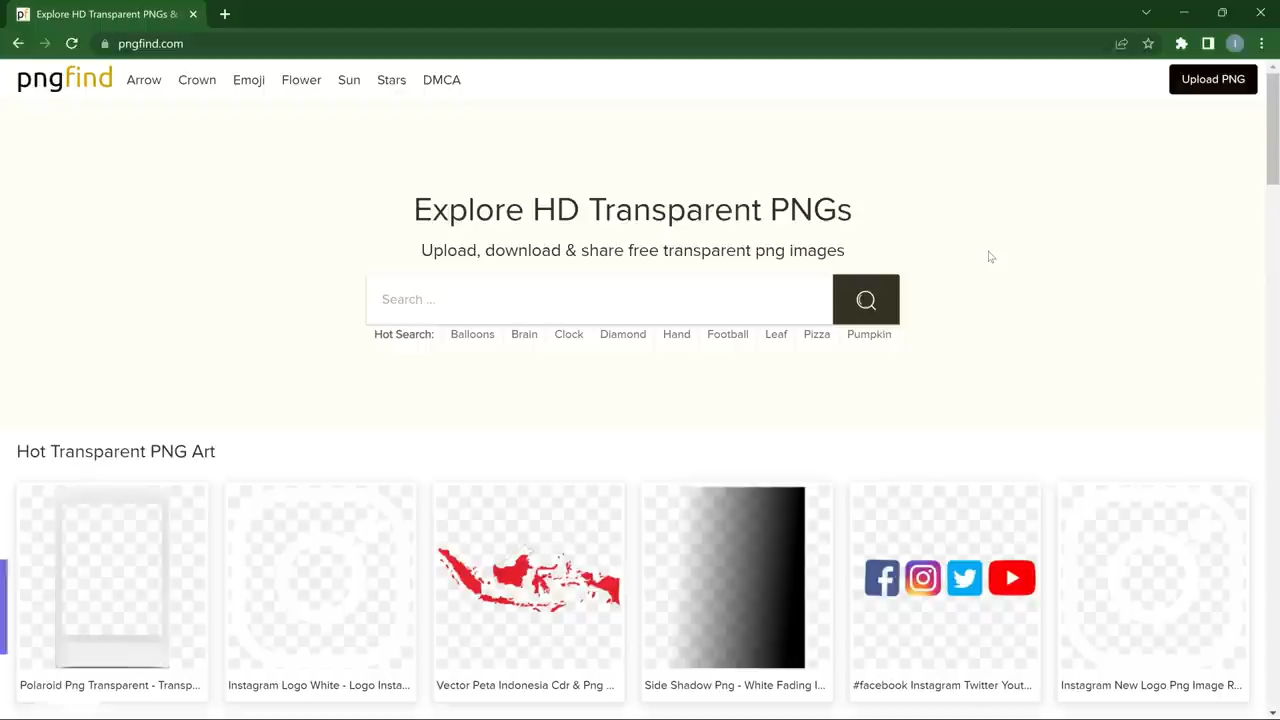 Explore HD Transparent PNGs &
pngfind.com
pngfind Arrow Crown Emoji Flower Sun Stars DMCA Upload PNG
Explore HD Transparent PNGs
Upload, download & share free transparent png images
Search ...
Hot Search: Balloons Brain Clock Diamond Hand Football Leaf Pizza Pumpkin
Hot Transparent PNG Art
Polaroid Png Transparent - Transp... Instagram Logo White - Logo Insta... Vector Peta Indonesia Cdr & Png ... Side Shadow Png - White Fading I... #facebook Instagram Twitter Yout... Instagram New Logo Png Image R...